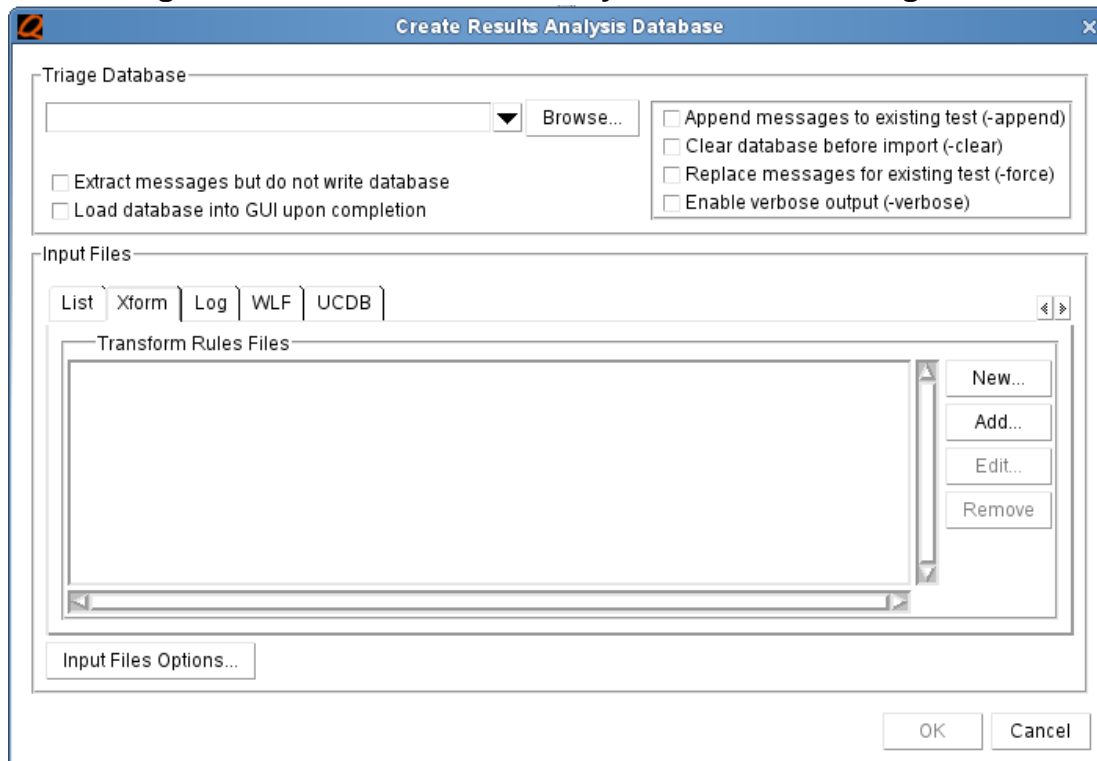 Create Results Analysis Database
Triage Database
Browse...
Extract messages but do not write database
Load database into GUI upon completion
Append messages to existing test (-append)
Clear database before import (-clear)
Replace messages for existing test (-force)
Enable verbose output (-verbose)
Input Files
List Xform Log WLF UCDB
Transform Rules Files
New...
Add...
Edit...
Remove
Input Files Options...
OK Cancel